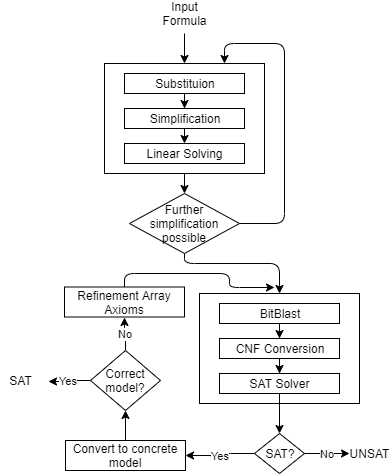 Input
Formula
Substituion
Simplification
Linear Solving
Further
simplification
possible
Refinement Array
Axioms
BitBlast
No
CNF Conversion
Correct
model?
SAT
Yes
SAT Solver
Convert to concrete
model
Yes
SAT?
No
UNSAT